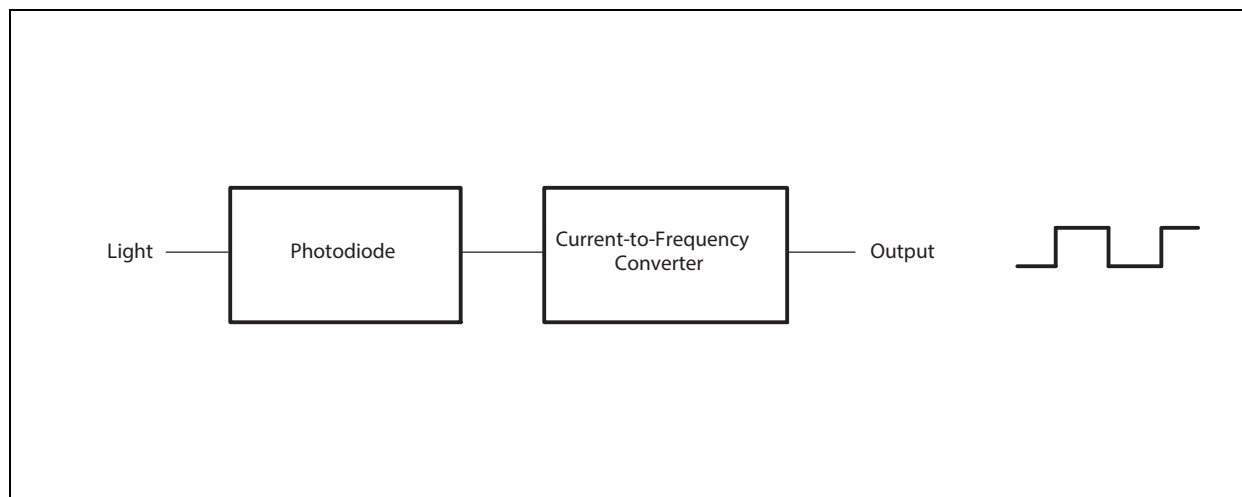 Light
Photodiode
Current-to-Frequency
Converter
Output